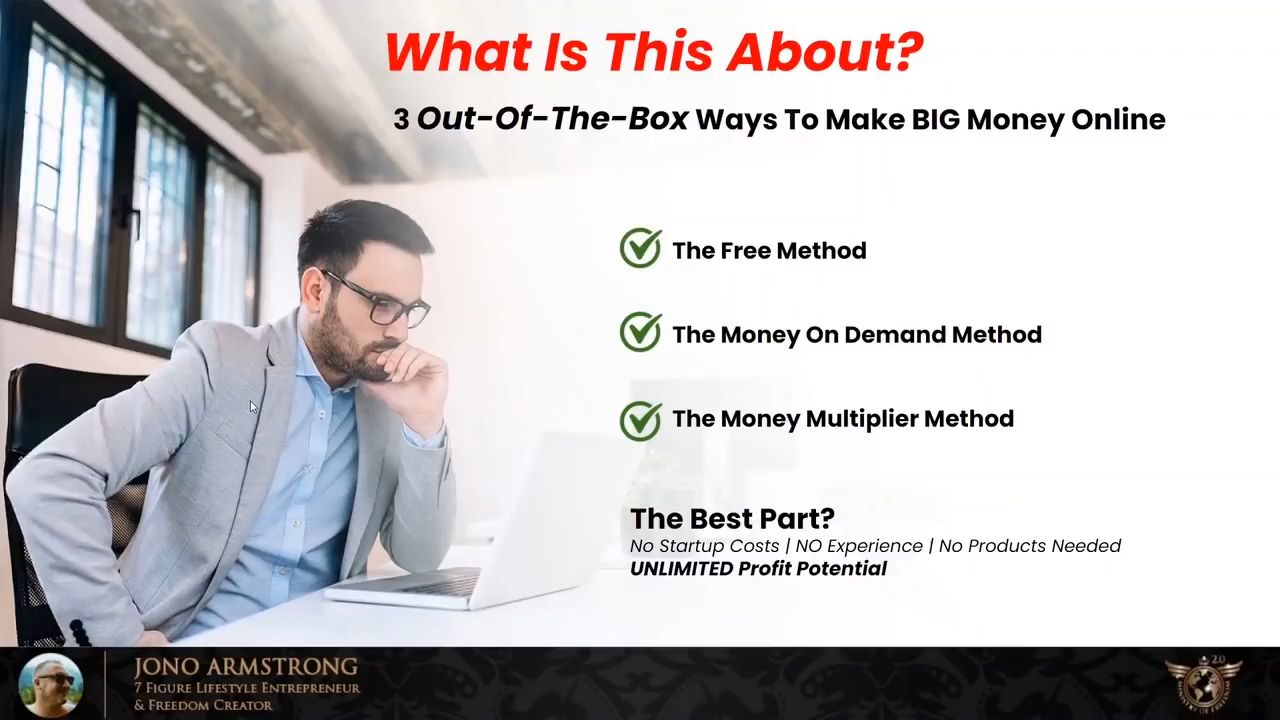 What Is This About?
3 Out-Of-The-Box Ways To Make BIG Money Online
The Free Method
The Money On Demand Method
The Money Multiplier Method
The Best Part?
No Startup Costs | NO Experience | No Products Needed
UNLIMITED Profit Potential
JONO ARMSTRONG
7 FIGURE LIFESTYLE ENTREPRENEUR
& FREEDOM CREATOR
2.0